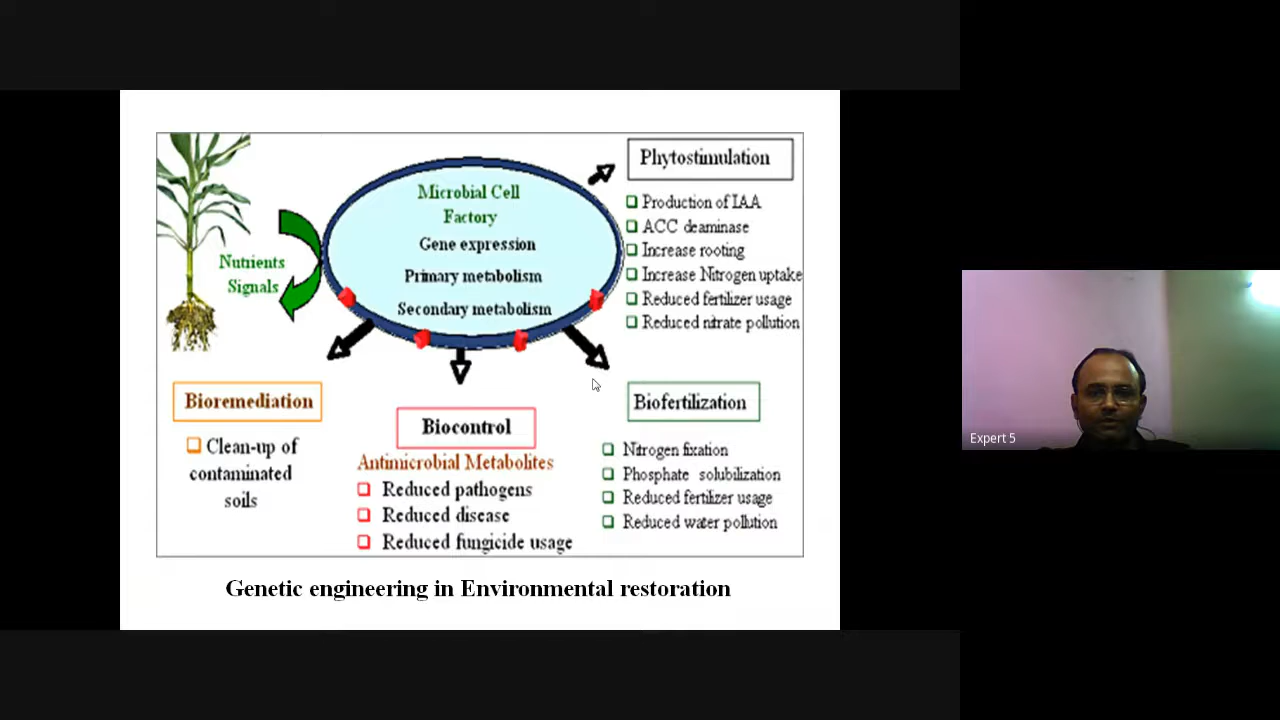 Microbial Cell
Factory
Gene expression
Primary metabolism
Secondary metabolism
Nutrients
Signals
Phytostimulation
Production of IAA
ACC deaminase
Increase rooting
Increase Nitrogen uptake
Reduced fertilizer usage
Reduced nitrate pollution
Bioremediation
Clean-up of
contaminated
soils
Biocontrol
Antimicrobial Metabolites
Reduced pathogens
Reduced disease
Reduced fungicide usage
Biofertilization
Nitrogen fixation
Phosphate solubilization
Reduced fertilizer usage
Reduced water pollution
Genetic engineering in Environmental restoration
Expert 5